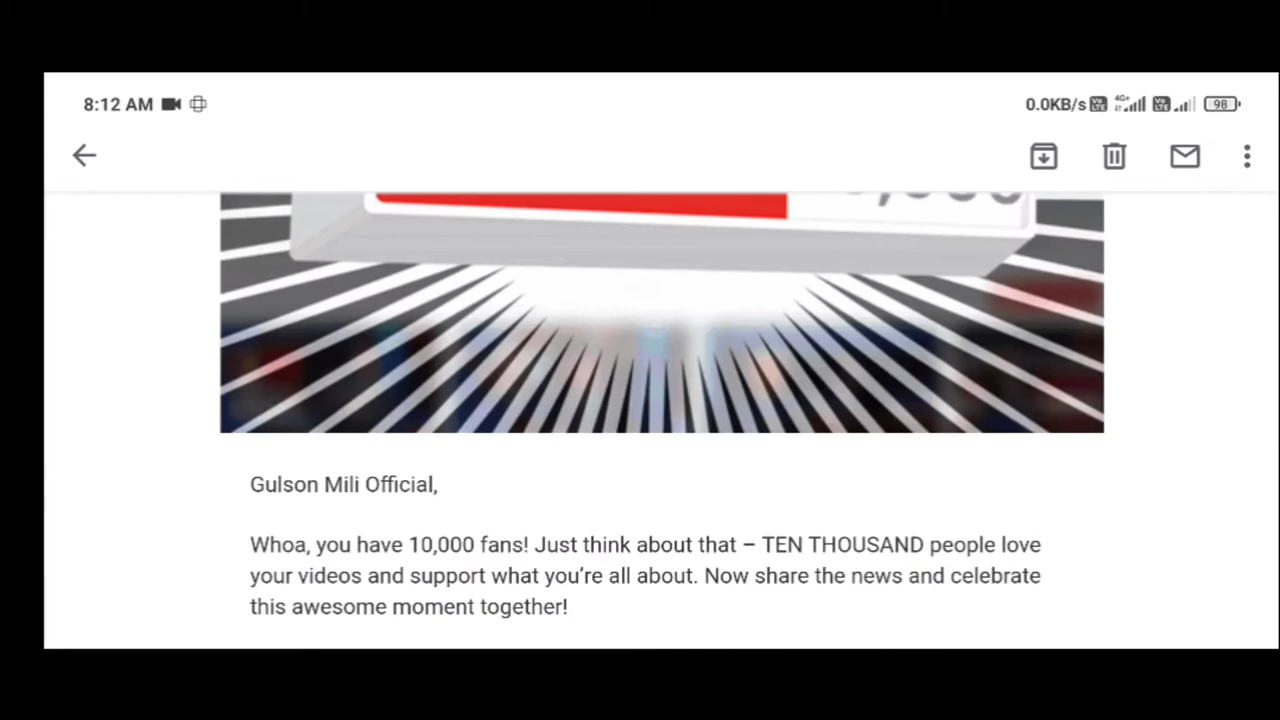 8:12 AM
0.0KB/s
4G+
98
Gulson Mili Official,
Whoa, you have 10,000 fans! Just think about that – TEN THOUSAND people love
your videos and support what you're all about. Now share the news and celebrate
this awesome moment together!